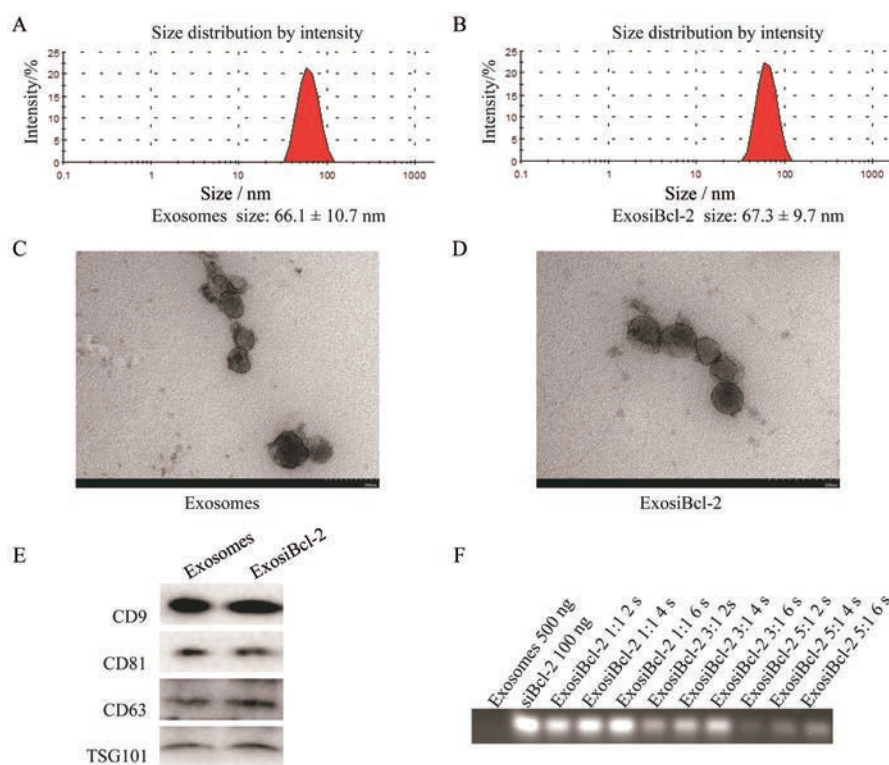 A
Size distribution by intensity
Intensity/%
25
20
15
10
5
0
0.1 1 10 100 1000
Size / nm
Exosomes size: 66.1 ± 10.7 nm
B
Size distribution by intensity
Intensity/%
25
20
15
10
5
0
0.1 1 10 100 1000
Size / nm
ExosiBcl-2 size: 67.3 ± 9.7 nm
C
Exosomes
D
ExosiBcl-2
E
Exosomes
ExosiBcl-2
CD9
CD81
CD63
TSG101
F
Exosomes 500 ng
siBcl-2 100 ng
ExosiBcl-2 1:1 2 s
ExosiBcl-2 1:1 4 s
ExosiBcl-2 1:1 6 s
ExosiBcl-2 3:1 2s
ExosiBcl-2 3:1 4 s
ExosiBcl-2 3:1 6 s
ExosiBcl-2 5:1 2 s
ExosiBcl-2 5:1 4 s
ExosiBcl-2 5:1 6 s